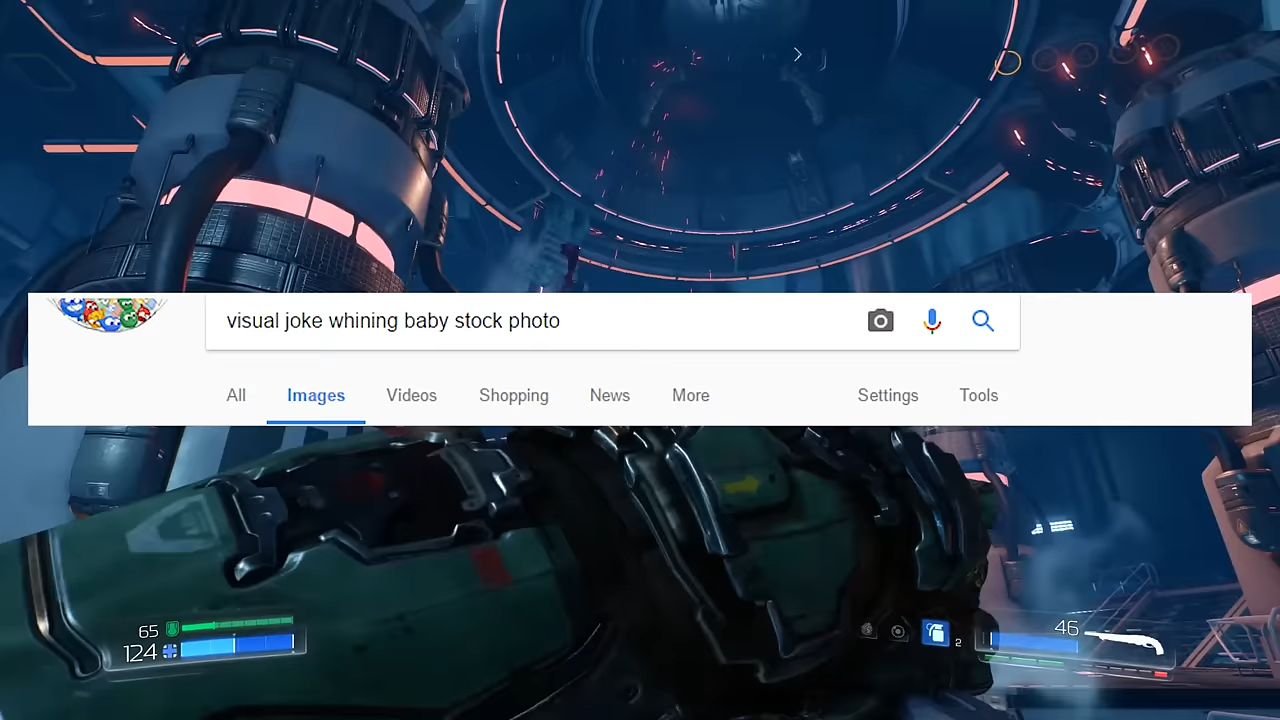 visual joke whining baby stock photo
All Images Videos Shopping News More Settings Tools
65
124
2
46